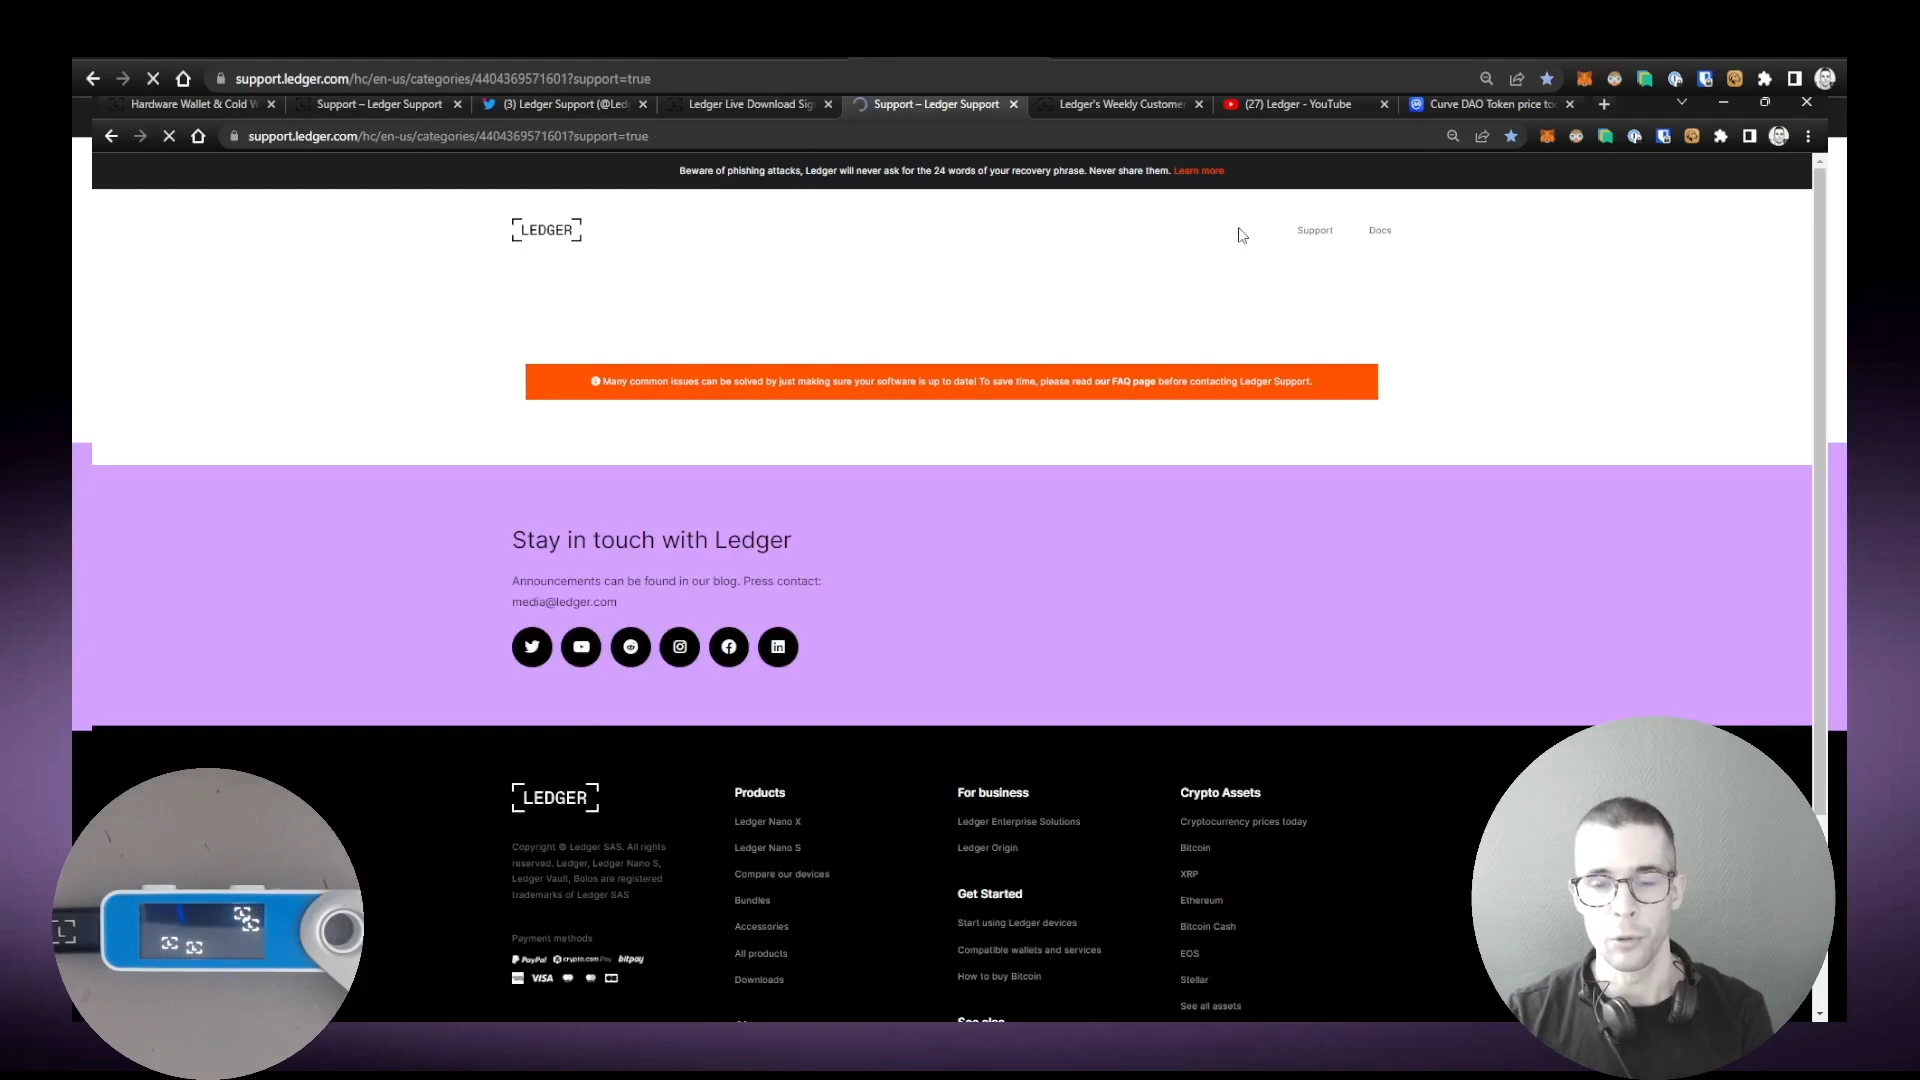 support.ledger.com/hc/en-us/categories/4404369571601?support=true
Hardware Wallet & Cold W
Support – Ledger Support
(3) Ledger Support (@Led
Ledger Live Download Sig
Support – Ledger Support
Ledger's Weekly Customer
(27) Ledger - YouTube
Curve DAO Token price to
support.ledger.com/hc/en-us/categories/4404369571601?support=true
Beware of phishing attacks, Ledger will never ask for the 24 words of your recovery phrase. Never share them. Learn more
LEDGER
Support
Docs
Many common issues can be solved by just making sure your software is up to date! To save time, please read our FAQ page before contacting Ledger Support.
Stay in touch with Ledger
Announcements can be found in our blog. Press contact:
media@ledger.com
LEDGER
Copyright © Ledger SAS. All rights
reserved. Ledger, Ledger Nano S,
Ledger Vault, Bolos are registered
trademarks of Ledger SAS
Payment methods
PayPal crypto.com Pay bitpay
VISA
Products
Ledger Nano X
Ledger Nano S
Compare our devices
Bundles
Accessories
All products
Downloads
For business
Ledger Enterprise Solutions
Ledger Origin
Get Started
Start using Ledger devices
Compatible wallets and services
How to buy Bitcoin
See also
Crypto Assets
Cryptocurrency prices today
Bitcoin
XRP
Ethereum
Bitcoin Cash
EOS
Stellar
See all assets